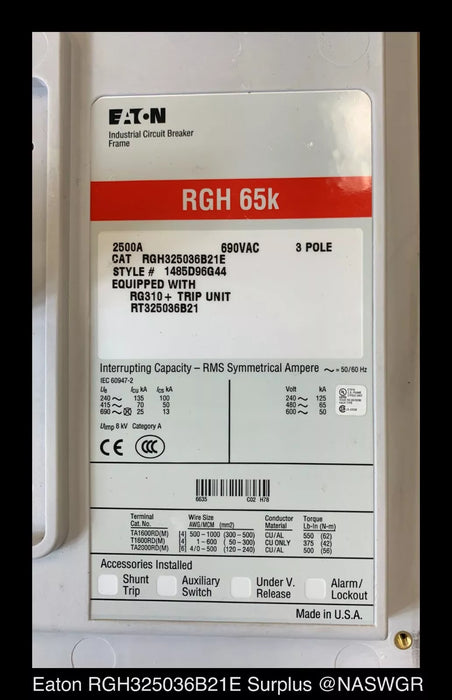 EATON
Industrial Circuit Breaker
Frame
RGH 65k
2500A 690VAC 3 POLE
CAT RGH325036B21E
STYLE # 1485D96G44
EQUIPPED WITH
RG310+ TRIP UNIT
RT325036B21
Interrupting Capacity – RMS Symmetrical Ampere ∼ = 50/60 Hz
IEC 60947-2
Ue Icu kA Ics kA Volt kA
240 ∼ 135 100 240 ∼ 125
415 ∼ 70 50 480 ∼ 65
690 ∼ 25 13 600 ∼ 50
Uimp 8 kV Category A
CE CCC
6635 C02 H78
Terminal Wire Size Conductor Torque
Cat. No. AWG/MCM (mm2) Material Lb-In (N-m)
TA1600RD(M) [4] 500 - 1000 (300 - 500) CU/AL 550 (62)
T1600RD(M) [4] 1 - 600 ( 50 - 300) CU ONLY 375 (42)
TA2000RD(M) [6] 4/0 - 500 (120 - 240) CU/AL 500 (56)
Accessories Installed
Shunt Trip
Auxiliary Switch
Under V. Release
Alarm/ Lockout
Made in U.S.A.
Eaton RGH325036B21E Surplus @NASWGR